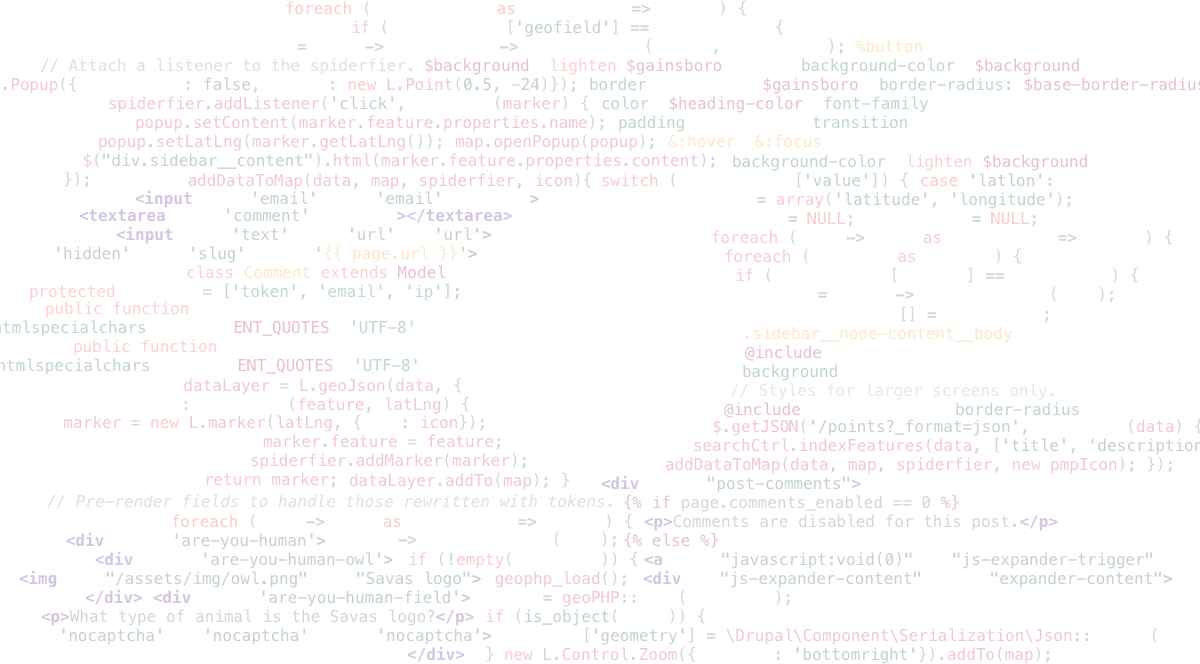 foreach ( as => ) {
if ( ['geofield'] == {
= -> -> ( , ); %button
// Attach a listener to the spiderfier. $background lighten $gainsboro background-color $background
.Popup({ : false, : new L.Point(0.5, -24)}); border $gainsboro border-radius: $base-border-radius
spiderfier.addListener('click', (marker) { color $heading-color font-family
popup.setContent(marker.feature.properties.name); padding transition
popup.setLatLng(marker.getLatLng()); map.openPopup(popup); &:hover &:focus
$("div.sidebar__content").html(marker.feature.properties.content); background-color lighten $background
}); addDataToMap(data, map, spiderfier, icon){ switch ( ['value']) { case 'latlon':
<input 'email' 'email' > = array('latitude', 'longitude');
<textarea 'comment' ></textarea> = NULL; = NULL;
<input 'text' 'url' 'url'> foreach ( -> as => ) {
'hidden' 'slug' '{{ page.url }}'> foreach ( as ) {
class Comment extends Model if ( [ ] == ) {
protected = ['token', 'email', 'ip']; = -> ( );
public function [] = ;
htmlspecialchars ENT_QUOTES 'UTF-8' .sidebar__node-content__body
public function @include
htmlspecialchars ENT_QUOTES 'UTF-8' background
dataLayer = L.geoJson(data, { // Styles for larger screens only.
: (feature, latLng) { @include border-radius
marker = new L.marker(latLng, { : icon}); $.getJSON('/points?_format=json', (data) {
marker.feature = feature; searchCtrl.indexFeatures(data, ['title', 'description
spiderfier.addMarker(marker); addDataToMap(data, map, spiderfier, new pmpIcon); });
return marker; dataLayer.addTo(map); } <div "post-comments">
// Pre-render fields to handle those rewritten with tokens. {% if page.comments_enabled == 0 %}
foreach ( -> as => ) { <p>Comments are disabled for this post.</p>
<div 'are-you-human'> -> ( ); {% else %}
<div 'are-you-human-owl'> if (!empty( )) { <a "javascript:void(0)" "js-expander-trigger"
<img "/assets/img/owl.png" "Savas logo"> geophp_load(); <div "js-expander-content" "expander-content">
</div> <div 'are-you-human-field'> = geoPHP:: ( );
<p>What type of animal is the Savas logo?</p> if (is_object( )) {
'nocaptcha' 'nocaptcha' 'nocaptcha'> ['geometry'] = \Drupal\Component\Serialization\Json:: (
</div> } new L.Control.Zoom({ : 'bottomright'}).addTo(map);